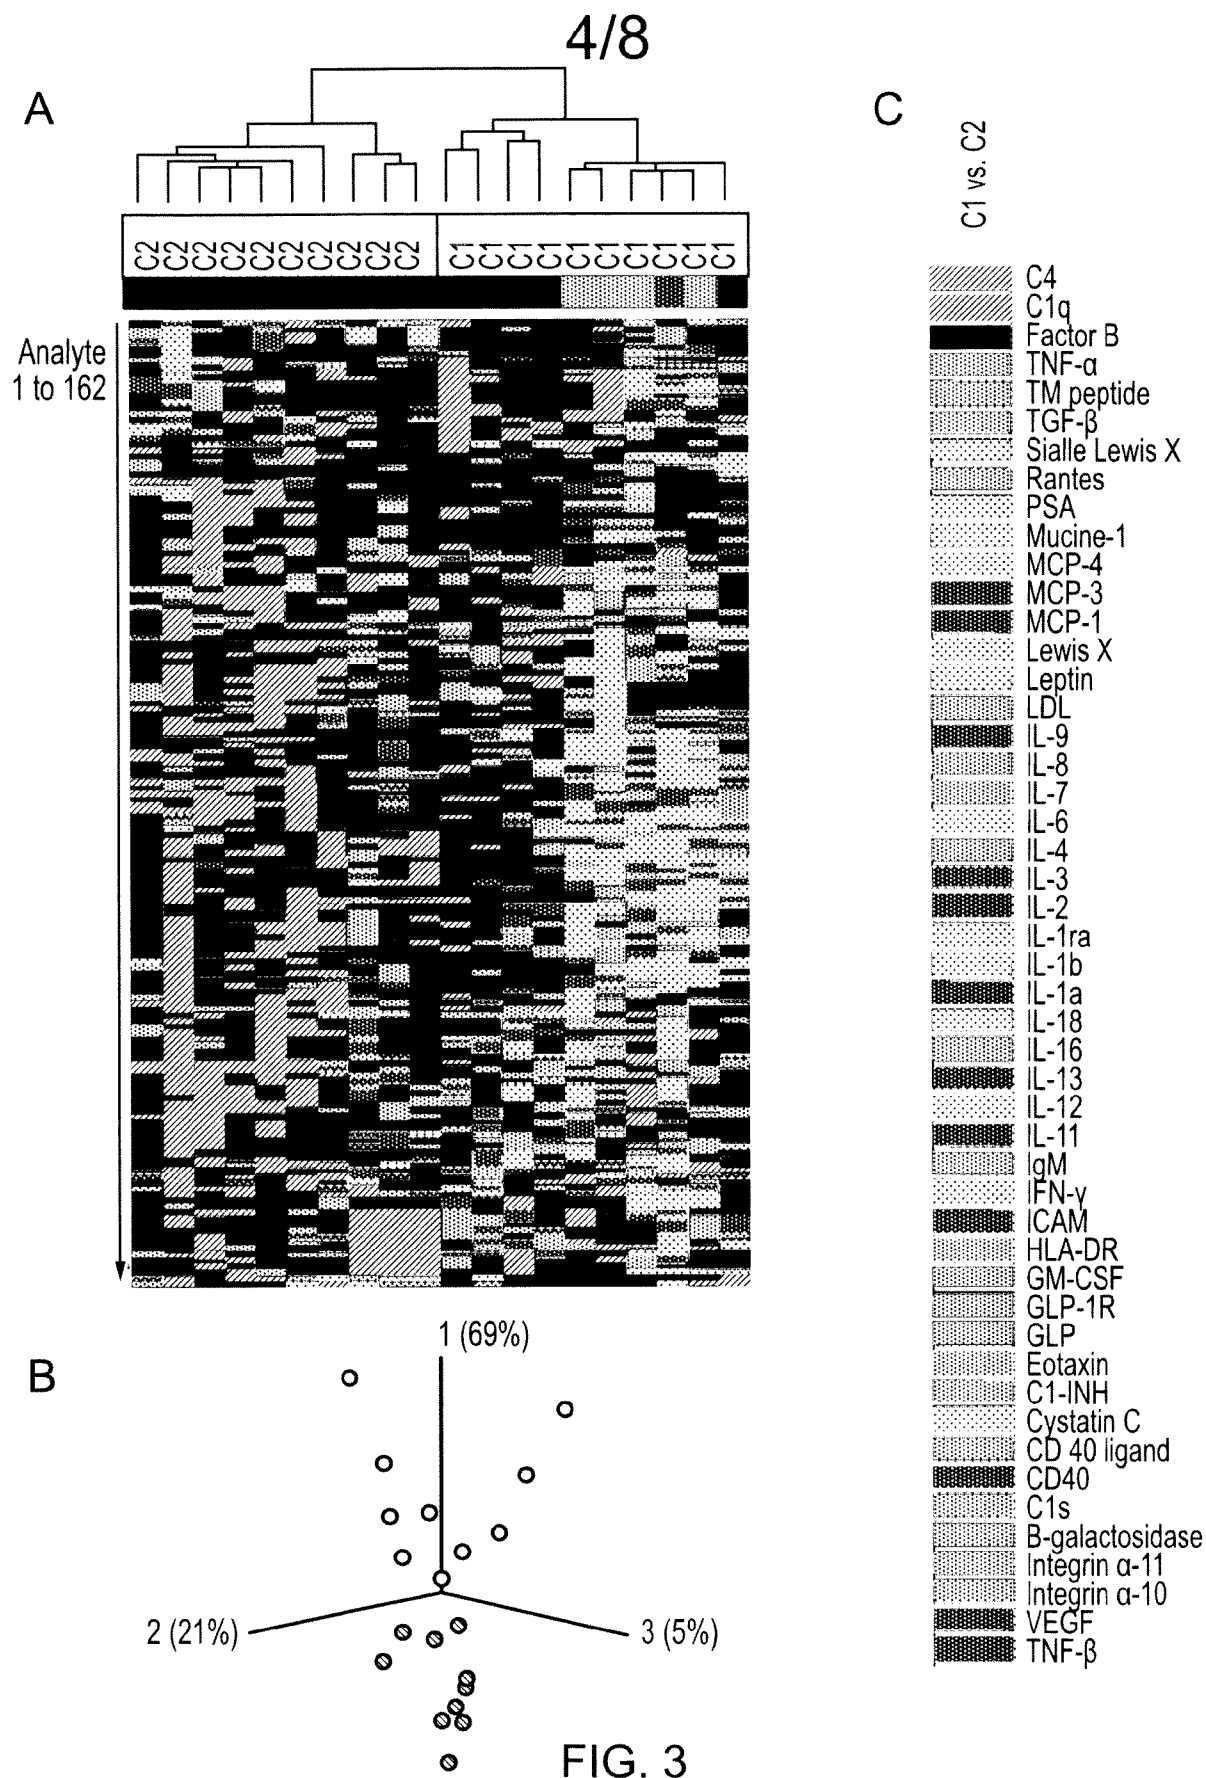 4/8
A
C2
C2
C2
C2
C2
C2
C2
C2
C2
C2
C1
C1
C1
C1
C1
C1
C1
C1
C1
C1
Analyte
1 to 162
B
1 (69%)
2 (21%)
3 (5%)
C
C1 vs. C2
C4
C1q
Factor B
TNF-α
TM peptide
TGF-β
Sialle Lewis X
Rantes
PSA
Mucine-1
MCP-4
MCP-3
MCP-1
Lewis X
Leptin
LDL
IL-9
IL-8
IL-7
IL-6
IL-4
IL-3
IL-2
IL-1ra
IL-1b
IL-1a
IL-18
IL-16
IL-13
IL-12
IL-11
IgM
IFN-γ
ICAM
HLA-DR
GM-CSF
GLP-1R
GLP
Eotaxin
C1-INH
Cystatin C
CD 40 ligand
CD40
C1s
B-galactosidase
Integrin α-11
Integrin α-10
VEGF
TNF-β
FIG. 3